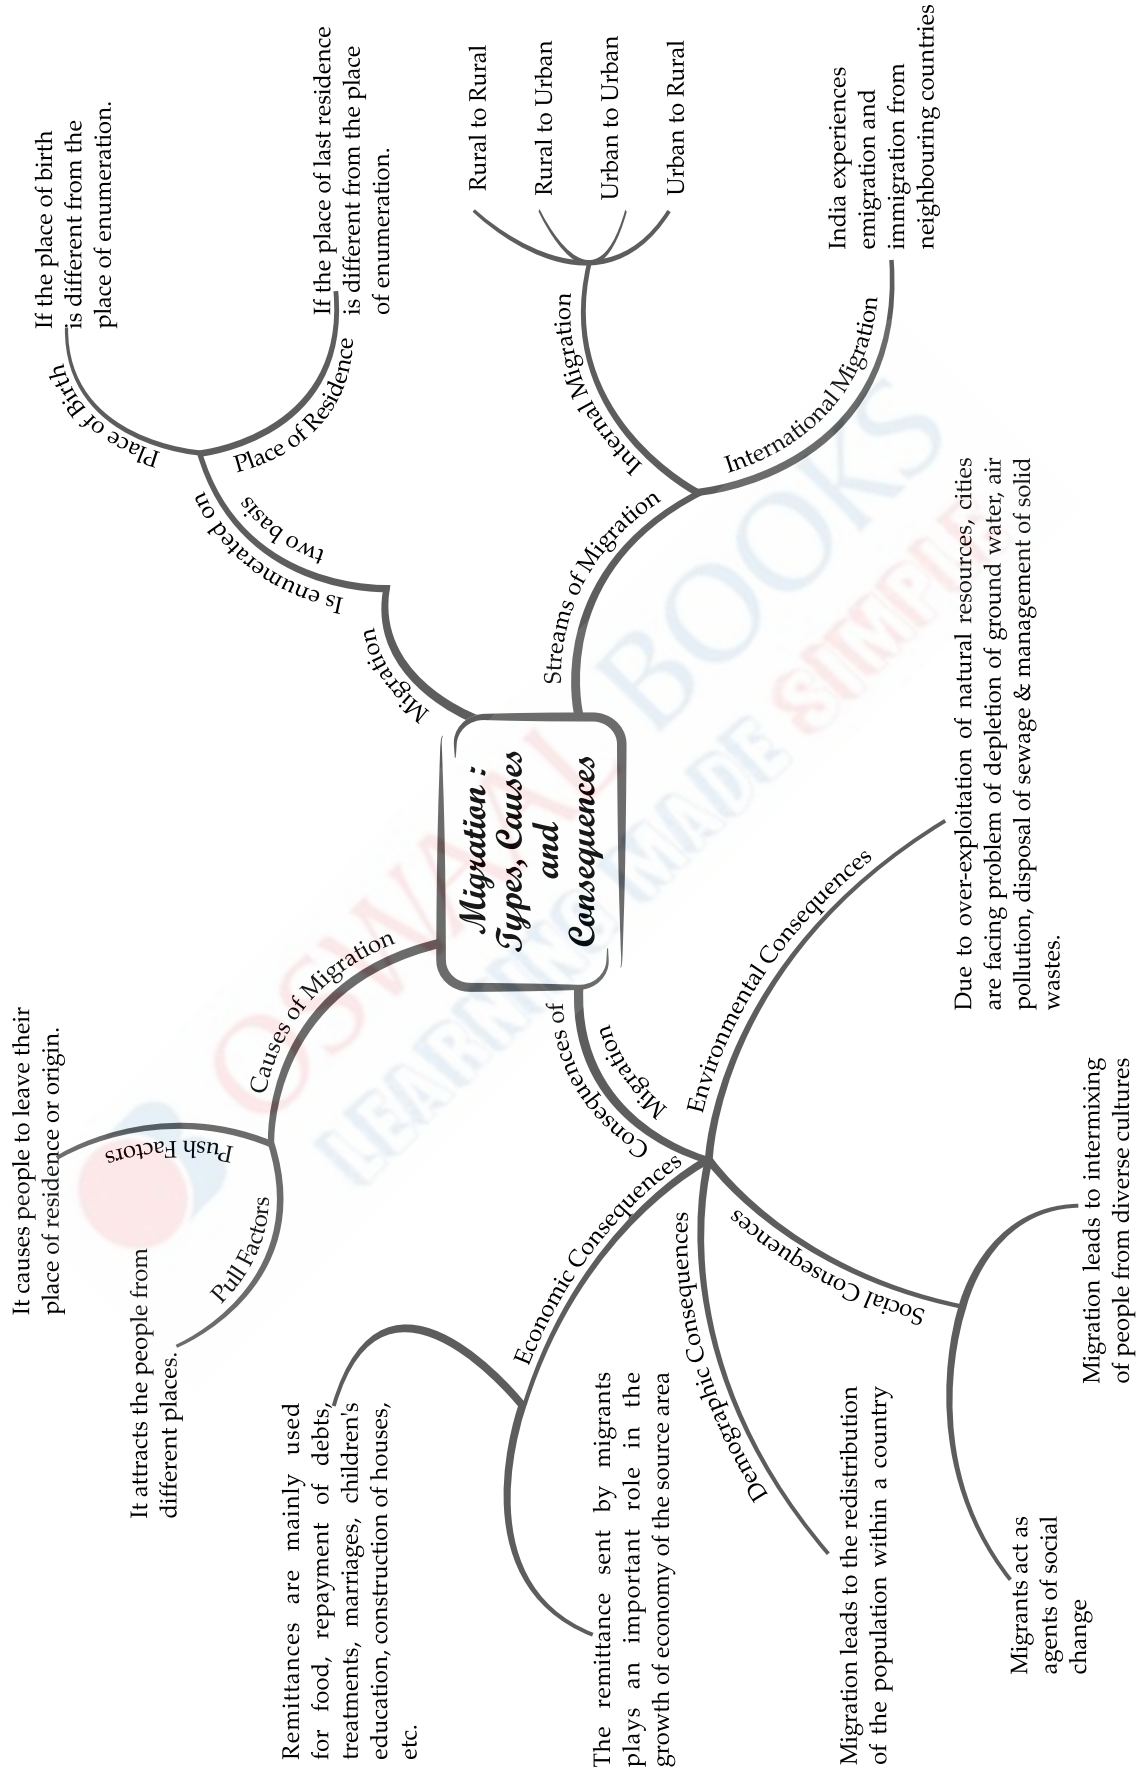 Migration :
Types, Causes
and
Consequences
Migration
Is enumerated on
two basis
Place of Birth
If the place of birth
is different from the
place of enumeration.
Place of Residence
If the place of last residence
is different from the place
of enumeration.
Streams of Migration
Internal Migration
Rural to Rural
Rural to Urban
Urban to Urban
Urban to Rural
International Migration
India experiences
emigration and
immigration from
neighbouring countries
Causes of Migration
Push Factors
It causes people to leave their
place of residence or origin.
Pull Factors
It attracts the people from
different places.
Consequences of
Migration
Environmental Consequences
Due to over-exploitation of natural resources, cities
are facing problem of depletion of ground water, air
pollution, disposal of sewage & management of solid
wastes.
Economic Consequences
Remittances are mainly used
for food, repayment of debts,
treatments, marriages, children's
education, construction of houses,
etc.
The remittance sent by migrants
plays an important role in the
growth of economy of the source area
Demographic Consequences
Migration leads to the redistribution
of the population within a country
Social Consequences
Migrants act as
agents of social
change
Migration leads to intermixing
of people from diverse cultures
OSWAAL BOOKS
LEARNING MADE SIMPLE